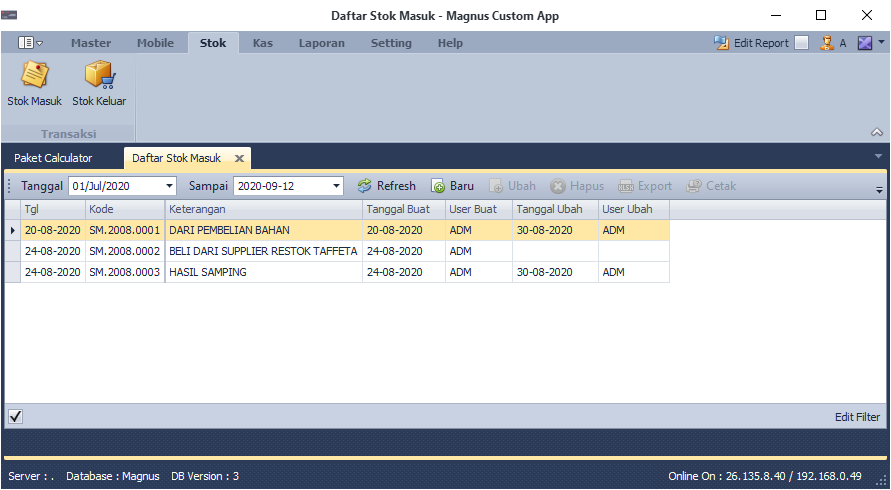 Daftar Stok Masuk - Magnus Custom App
Master Mobile Stok Kas Laporan Setting Help Edit Report A
Stok Masuk Stok Keluar
Transaksi
Paket Calculator Daftar Stok Masuk
Tanggal 01/Jul/2020 Sampai 2020-09-12 Refresh Baru Ubah Hapus Export Cetak
Tgl Kode Keterangan Tanggal Buat User Buat Tanggal Ubah User Ubah
20-08-2020 SM.2008.0001 DARI PEMBELIAN BAHAN 20-08-2020 ADM 30-08-2020 ADM
24-08-2020 SM.2008.0002 BELI DARI SUPPLIER RESTOK TAFFETA 24-08-2020 ADM
24-08-2020 SM.2008.0003 HASIL SAMPING 24-08-2020 ADM 30-08-2020 ADM
Edit Filter
Server : . Database : Magnus DB Version : 3 Online On : 26.135.8.40 / 192.168.0.49